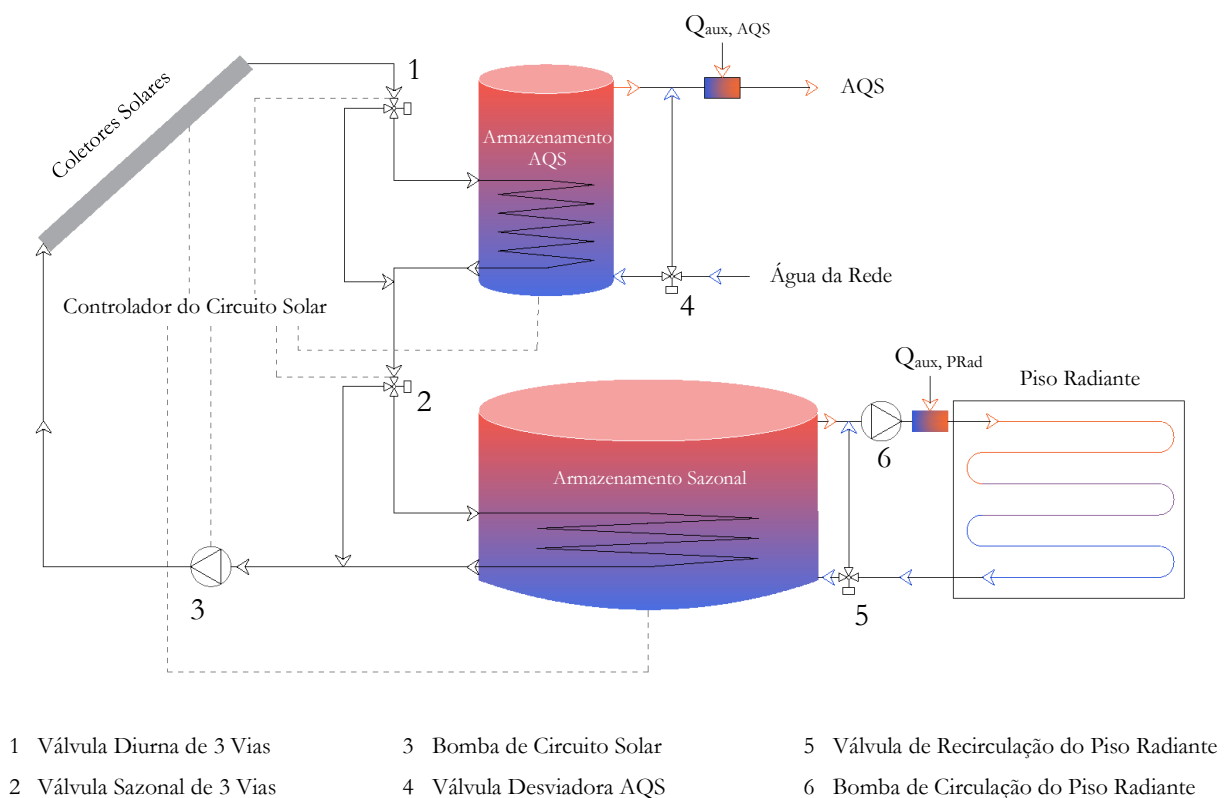 Q aux, AQS
1
Coletores Solares
AQS
Armazenamento
AQS
Água da Rede
4
Controlador do Circuito Solar
Q aux, PRad
Piso Radiante
2
6
Armazenamento Sazonal
3
5
1 Válvula Diurna de 3 Vias
3 Bomba de Circuito Solar
5 Válvula de Recirculação do Piso Radiante
2 Válvula Sazonal de 3 Vias
4 Válvula Desviadora AQS
6 Bomba de Circulação do Piso Radiante